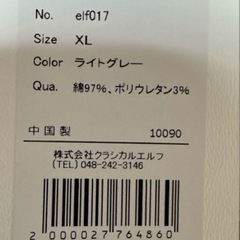 No. elf017
Size XL
Color ライトグレー
Qua. 綿97%、ポリウレタン3%
中国製 10090
株式会社クラシカルエルフ
(TEL) 048-242-3146
2 000027 764860